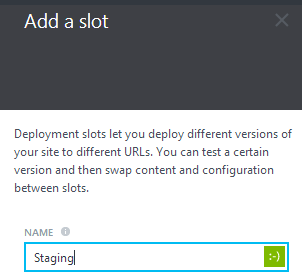 Add a slot
Deployment slots let you deploy different versions of
your site to different URLs. You can test a certain
version and then swap content and configuration
between slots.
NAME
Staging
:-)